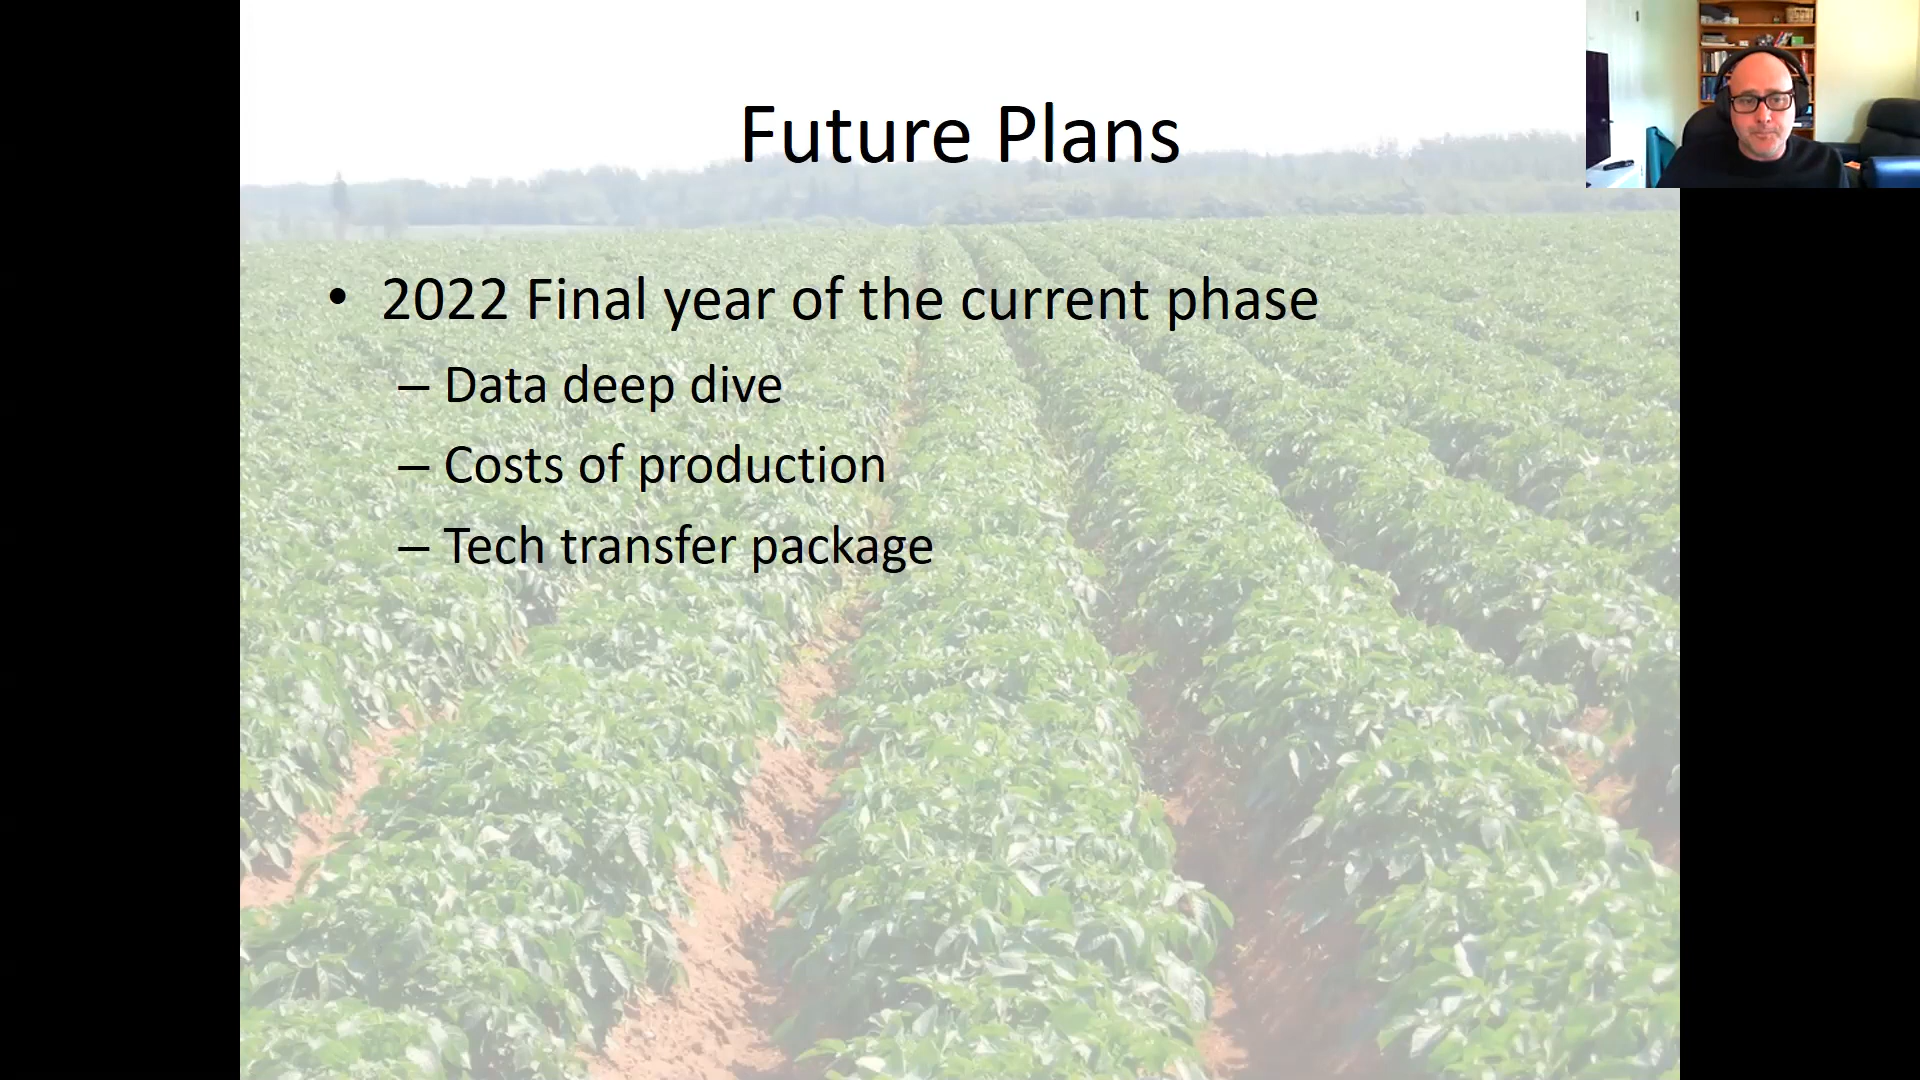 Future Plans
• 2022 Final year of the current phase
– Data deep dive
– Costs of production
– Tech transfer package